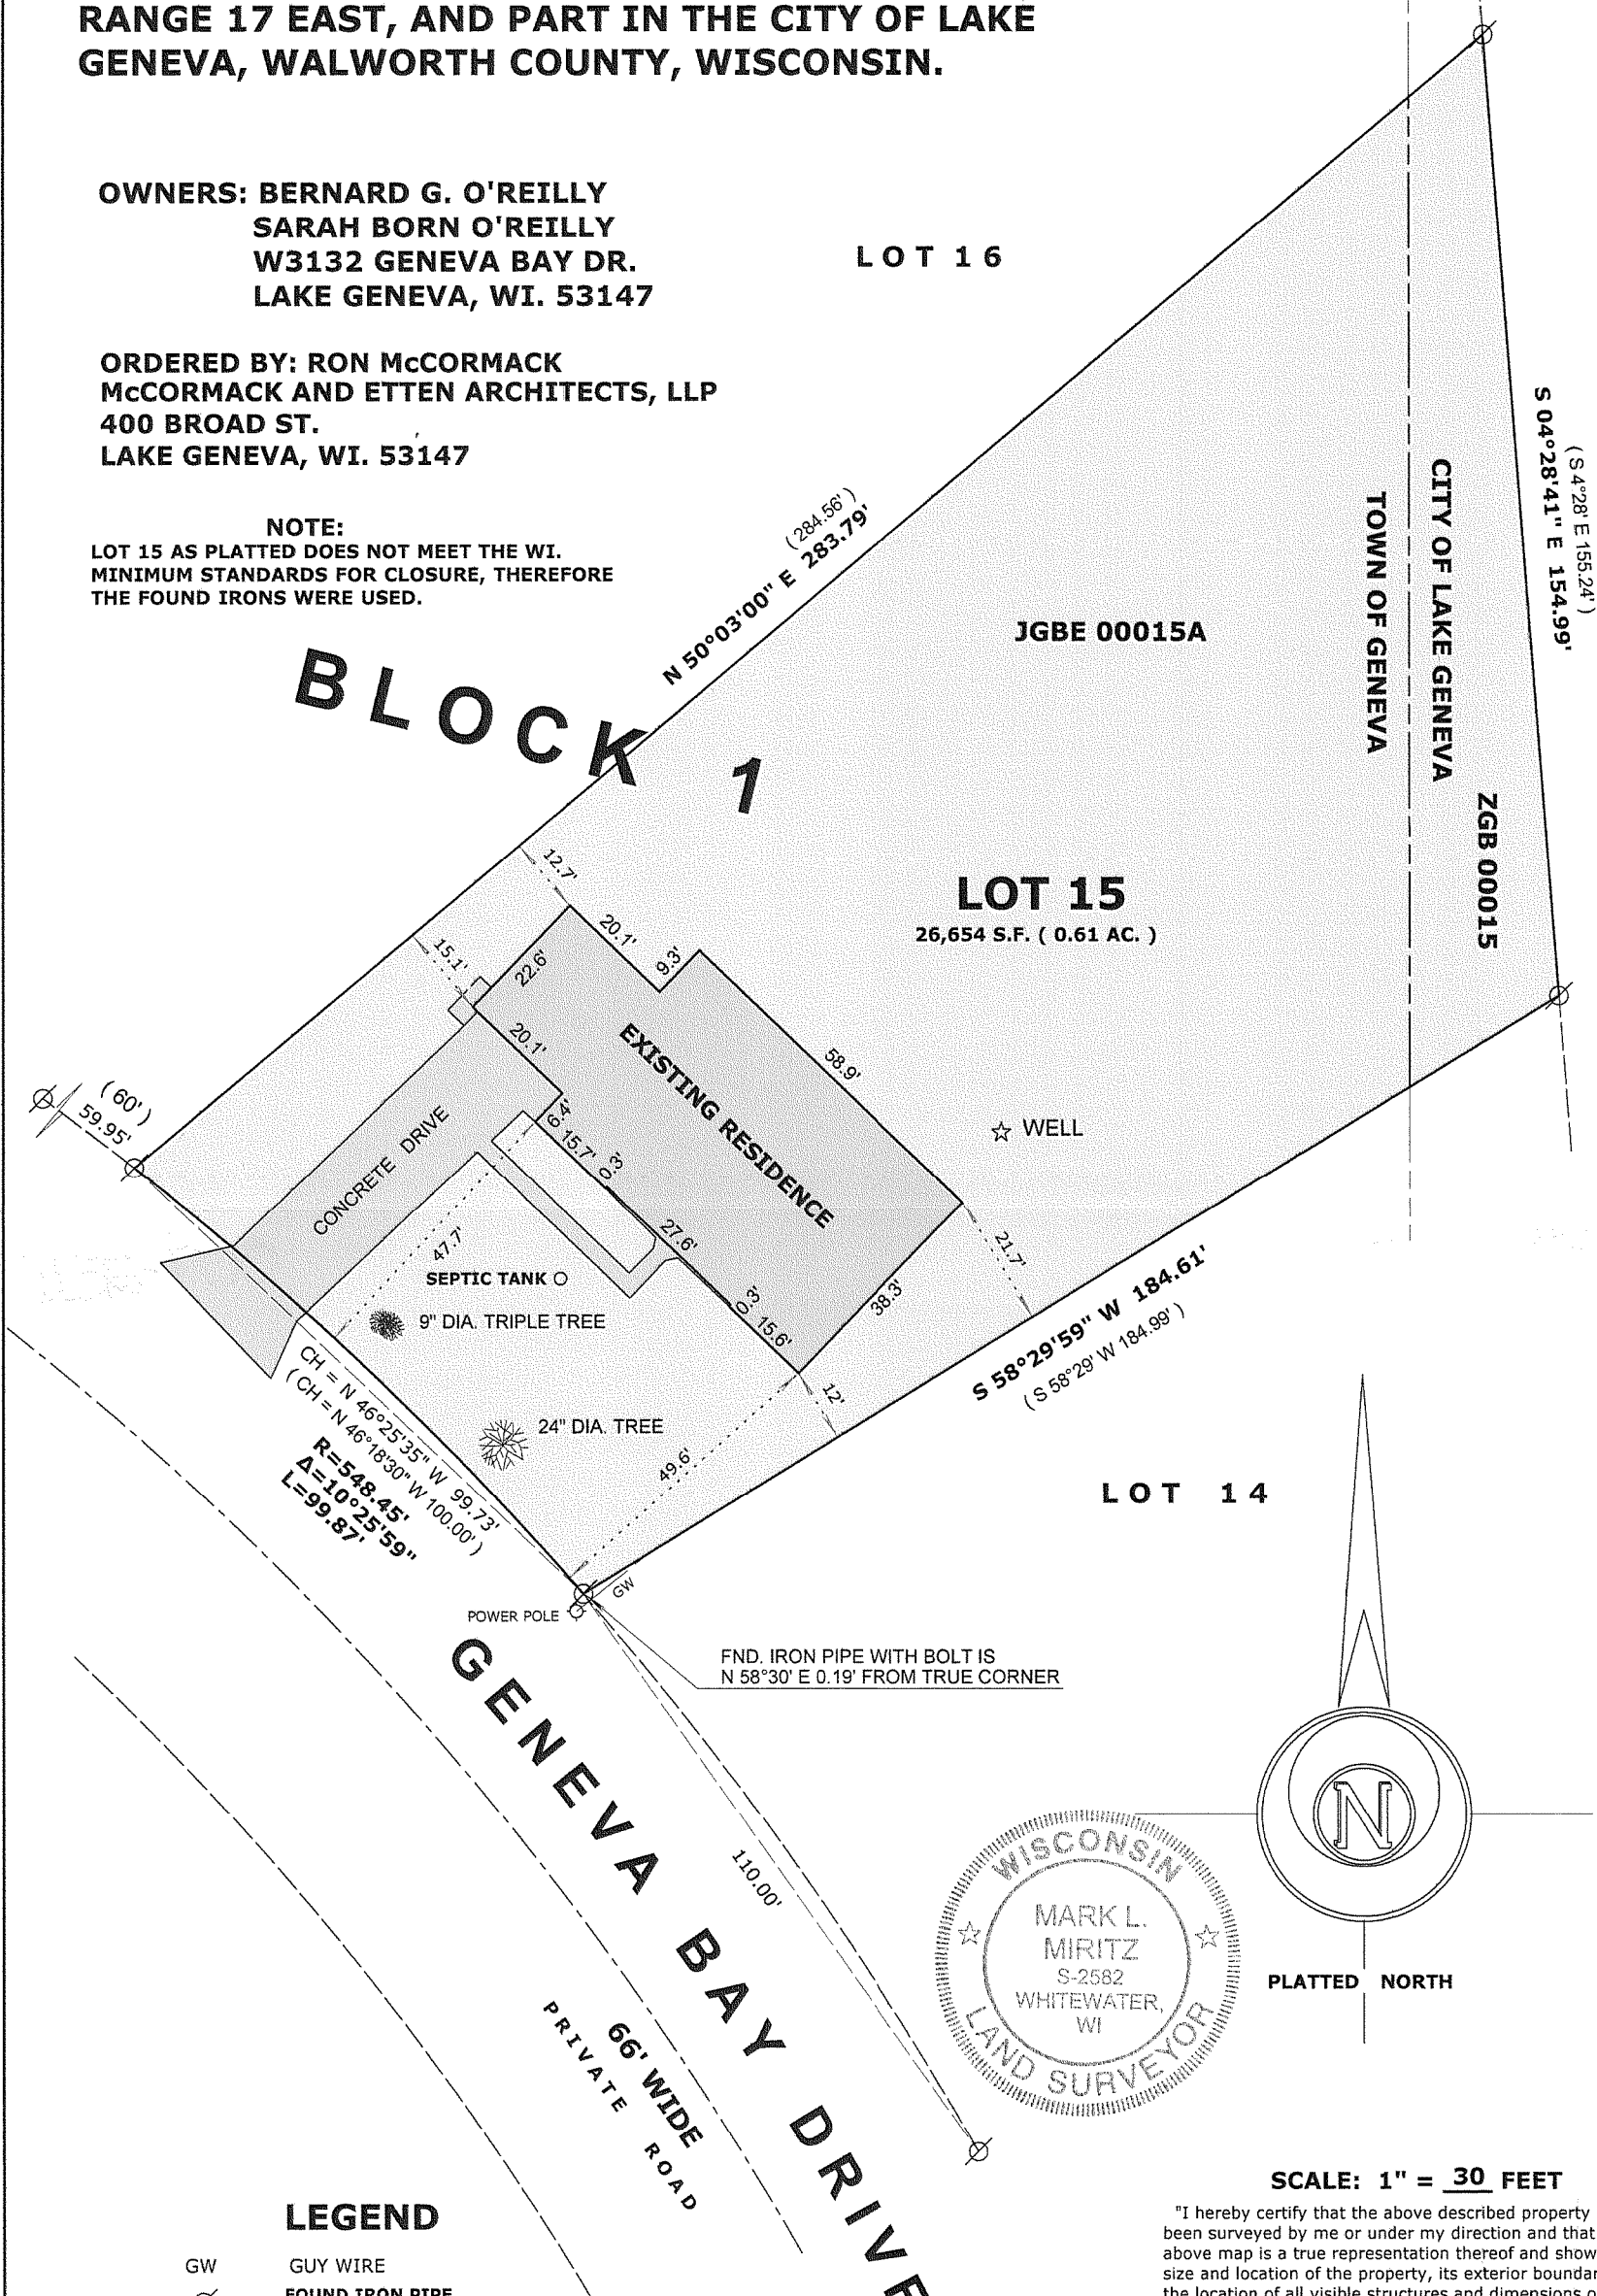 RANGE 17 EAST, AND PART IN THE CITY OF LAKE
GENEVA, WALWORTH COUNTY, WISCONSIN.
OWNERS: BERNARD G. O'REILLY
SARAH BORN O'REILLY
W3132 GENEVA BAY DR.
LAKE GENEVA, WI. 53147
LOT 16
ORDERED BY: RON McCORMACK
McCORMACK AND ETTEN ARCHITECTS, LLP
400 BROAD ST.
LAKE GENEVA, WI. 53147
NOTE:
LOT 15 AS PLATTED DOES NOT MEET THE WI.
MINIMUM STANDARDS FOR CLOSURE, THEREFORE
THE FOUND IRONS WERE USED.
(284.56')
N 50°03'00" E 283.79'
(S 4°28' E 155.24')
S 04°28'41" E 154.99'
CITY OF LAKE GENEVA
TOWN OF GENEVA
JGBE 00015A
ZGB 00015
BLOCK 1
LOT 15
26,654 S.F. ( 0.61 AC. )
12.7'
20.1'
9.3'
15.1'
22.6'
20.1'
EXISTING RESIDENCE
58.9'
( 60')
59.95'
CONCRETE DRIVE
6.4'
15.7'
0.3'
WELL
47.7'
27.6'
21.7'
SEPTIC TANK
0.3'
38.3'
15.6'
9" DIA. TRIPLE TREE
S 58°29'59" W 184.61'
( S 58°29' W 184.99' )
12'
24" DIA. TREE
49.6'
CH = N 46°25'35" W 99.73'
( CH = N 46°18'30" W 100.00')
R=548.45'
Δ=10°25'59"
L=99.87'
LOT 14
GW
POWER POLE
FND. IRON PIPE WITH BOLT IS
N 58°30' E 0.19' FROM TRUE CORNER
GENEVA BAY DRIVE
110.00'
66' WIDE
PRIVATE ROAD
N
PLATTED NORTH
WISCONSIN
MARK L.
MIRITZ
S-2582
WHITEWATER,
WI
LAND SURVEYOR
SCALE: 1" = 30 FEET
"I hereby certify that the above described property
been surveyed by me or under my direction and that
above map is a true representation thereof and show
size and location of the property, its exterior boundar
the location of all visible structures and dimensions o
LEGEND
GW GUY WIRE
FOUND IRON PIPE